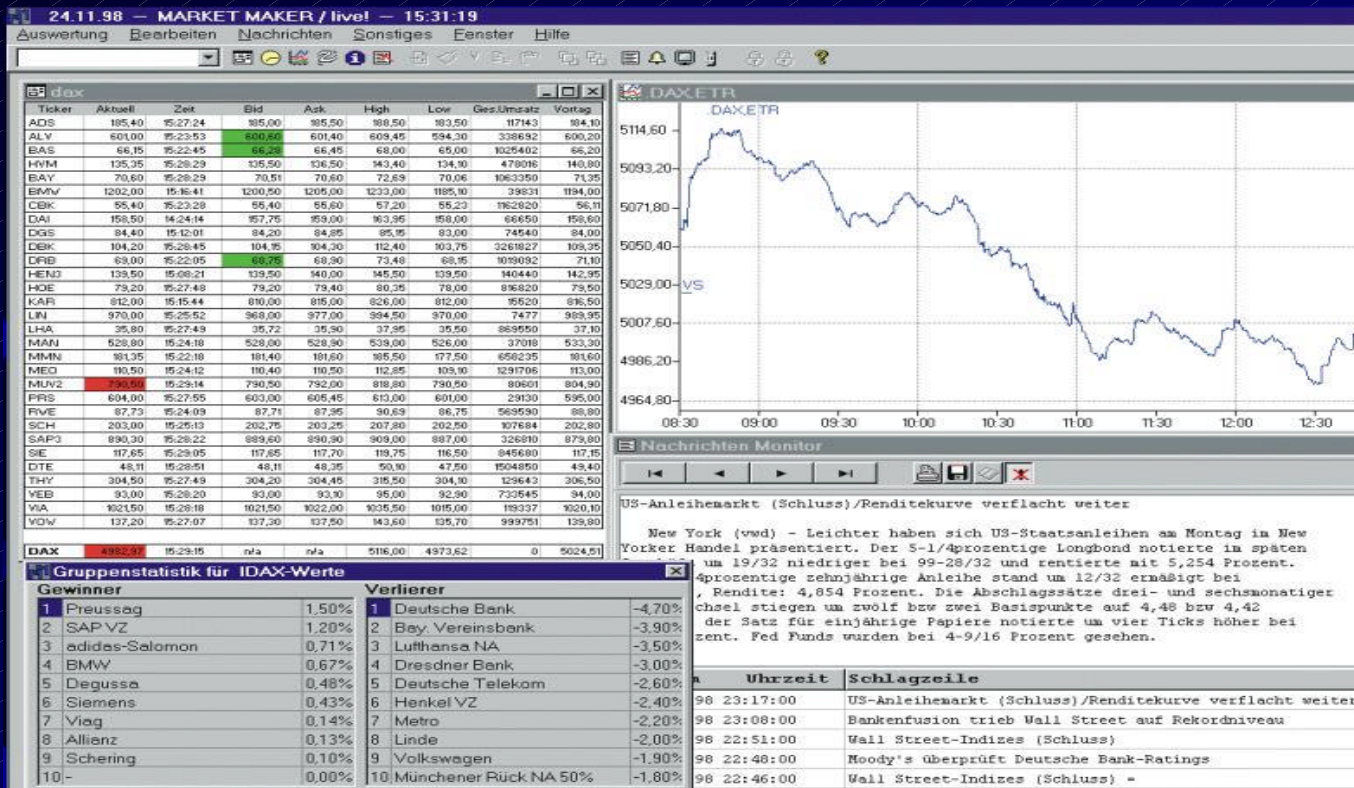 24.11.98 — MARKET MAKER / live! — 15:31:19
Auswertung Bearbeiten Nachrichten Sonstiges Fenster Hilfe
dax
Ticker Aktuell Zeit Bid Ask High Low Ges.Umsatz Vortag
ADS 185,40 15:27:24 185,00 185,50 188,50 183,50 117143 184,10
ALV 601,00 15:23:53 600,60 601,40 609,45 594,30 338692 600,20
BAS 66,15 15:22:45 66,28 66,45 68,00 65,00 1025402 66,20
HVM 135,35 15:28:29 135,50 136,50 143,40 134,10 478016 140,80
BAY 70,60 15:28:29 70,51 70,60 72,69 70,06 1063350 71,35
BMW 1202,00 15:16:41 1200,50 1205,00 1233,00 1185,10 39831 1194,00
CBK 55,40 15:23:28 55,40 55,60 57,20 55,23 1162820 56,11
DAI 158,50 14:24:14 157,75 159,00 163,95 158,00 66650 158,60
DGS 84,40 15:12:01 84,20 84,85 85,15 83,00 74540 84,00
DBK 104,20 15:28:45 104,15 104,30 112,40 103,75 3261827 109,35
DRB 69,00 15:22:05 68,75 68,90 73,48 68,15 1019092 71,10
HEN3 139,50 15:08:21 139,50 140,00 145,50 139,50 140440 142,95
HOE 79,20 15:27:48 79,20 79,40 80,35 78,00 816820 79,50
KAR 812,00 15:15:44 810,00 815,00 826,00 812,00 15520 816,50
LIN 970,00 15:25:52 968,00 977,00 994,50 970,00 7477 989,95
LHA 35,80 15:27:49 35,72 35,90 37,95 35,50 869550 37,10
MAN 528,80 15:24:18 528,00 528,90 539,00 526,00 37018 533,30
MMN 181,35 15:22:18 181,40 181,60 185,50 177,50 658235 181,60
MEO 110,50 15:24:12 110,40 110,50 112,85 109,10 1291706 113,00
MUV2 790,50 15:29:14 790,50 792,00 818,80 790,50 80601 804,90
PRS 604,00 15:27:55 603,00 605,45 613,00 601,00 29130 595,00
RWE 87,73 15:24:09 87,71 87,95 90,69 86,75 569590 88,80
SCH 203,00 15:25:13 202,75 203,25 207,80 202,50 107684 202,80
SAP3 890,30 15:28:22 889,60 890,90 909,00 887,00 326810 879,80
SIE 117,65 15:29:05 117,65 117,70 119,75 116,50 845680 117,15
DTE 48,11 15:28:51 48,11 48,35 50,10 47,50 1504850 49,40
THY 304,50 15:27:49 304,20 304,45 315,50 304,10 129643 306,50
VEB 93,00 15:28:20 93,00 93,10 95,00 92,90 733545 94,00
VIA 1021,50 15:28:18 1021,50 1022,00 1035,50 1015,00 119337 1020,10
VOW 137,20 15:27:07 137,30 137,50 143,60 135,70 999751 139,80
DAX 4982,97 15:29:15 n/a n/a 5116,00 4973,62 0 5024,51
.DAX.ETR
.DAX.ETR
5114,60
5093,20
5071,80
5050,40
5029,00 VS
5007,60
4986,20
4964,80
08:30 09:00 09:30 10:00 10:30 11:00 11:30 12:00 12:30
Gruppenstatistik für IDAX-Werte
Gewinner Verlierer
1 Preussag 1,50% 1 Deutsche Bank -4,70%
2 SAP VZ 1,20% 2 Bay. Vereinsbank -3,90%
3 adidas-Salomon 0,71% 3 Lufthansa NA -3,50%
4 BMW 0,67% 4 Dresdner Bank -3,00%
5 Degussa 0,48% 5 Deutsche Telekom -2,60%
6 Siemens 0,43% 6 Henkel VZ -2,40%
7 Viag 0,14% 7 Metro -2,20%
8 Allianz 0,13% 8 Linde -2,00%
9 Schering 0,10% 9 Volkswagen -1,90%
10 - 0,00% 10 Münchener Rück NA 50% -1,80%
Nachrichten Monitor
US-Anleihemarkt (Schluss)/Renditekurve verflacht weiter
New York (vwd) - Leichter haben sich US-Staatsanleihen am Montag in New
Yorker Handel präsentiert. Der 5-1/4prozentige Longbond notierte im späten
um 19/32 niedriger bei 99-28/32 und rentierte mit 5,254 Prozent.
4prozentige zehnjährige Anleihe stand um 12/32 ermäßigt bei
, Rendite: 4,854 Prozent. Die Abschlagssätze drei- und sechsmonatiger
chsel stiegen um zwölf bzw zwei Basispunkte auf 4,48 bzw 4,42
der Satz für einjährige Papiere notierte um vier Ticks höher bei
zent. Fed Funds wurden bei 4-9/16 Prozent gesehen.
Uhrzeit Schlagzeile
98 23:17:00 US-Anleihemarkt (Schluss)/Renditekurve verflacht weiter
98 23:08:00 Bankenfusion trieb Wall Street auf Rekordniveau
98 22:51:00 Wall Street-Indizes (Schluss)
98 22:48:00 Moody's überprüft Deutsche Bank-Ratings
98 22:46:00 Wall Street-Indizes (Schluss) =